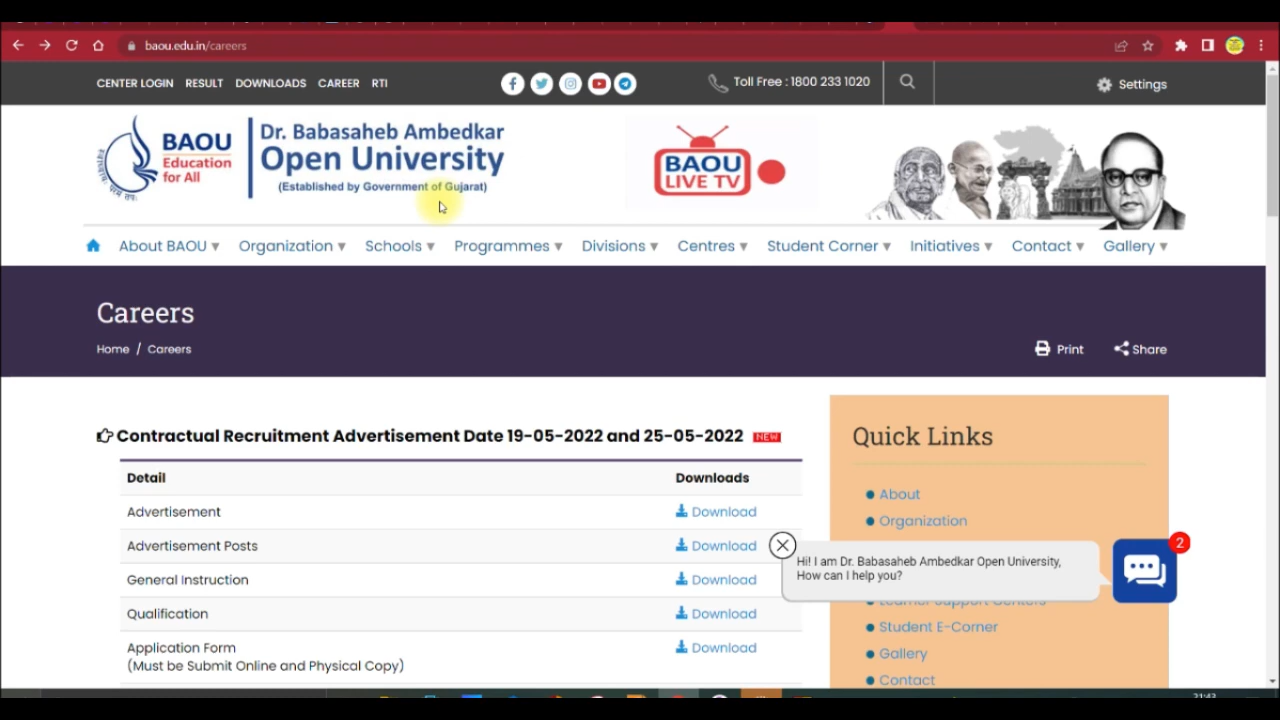 baou.edu.in/careers
CENTER LOGIN RESULT DOWNLOADS CAREER RTI
Toll Free : 1800 233 1020
Settings
BAOU
Education
for All
Dr. Babasaheb Ambedkar
Open University
(Established by Government of Gujarat)
BAOU
LIVE TV
About BAOU Organization Schools Programmes Divisions Centres Student Corner Initiatives Contact Gallery
Careers
Home / Careers
Print Share
Contractual Recruitment Advertisement Date 19-05-2022 and 25-05-2022 NEW
Detail Downloads
Advertisement Download
Advertisement Posts Download
General Instruction Download
Qualification Download
Application Form Download
(Must be Submit Online and Physical Copy)
Quick Links
About
Organization
Hi! I am Dr. Babasaheb Ambedkar Open University,
How can I help you?
2
Learner Support Centers
Student E-Corner
Gallery
Contact